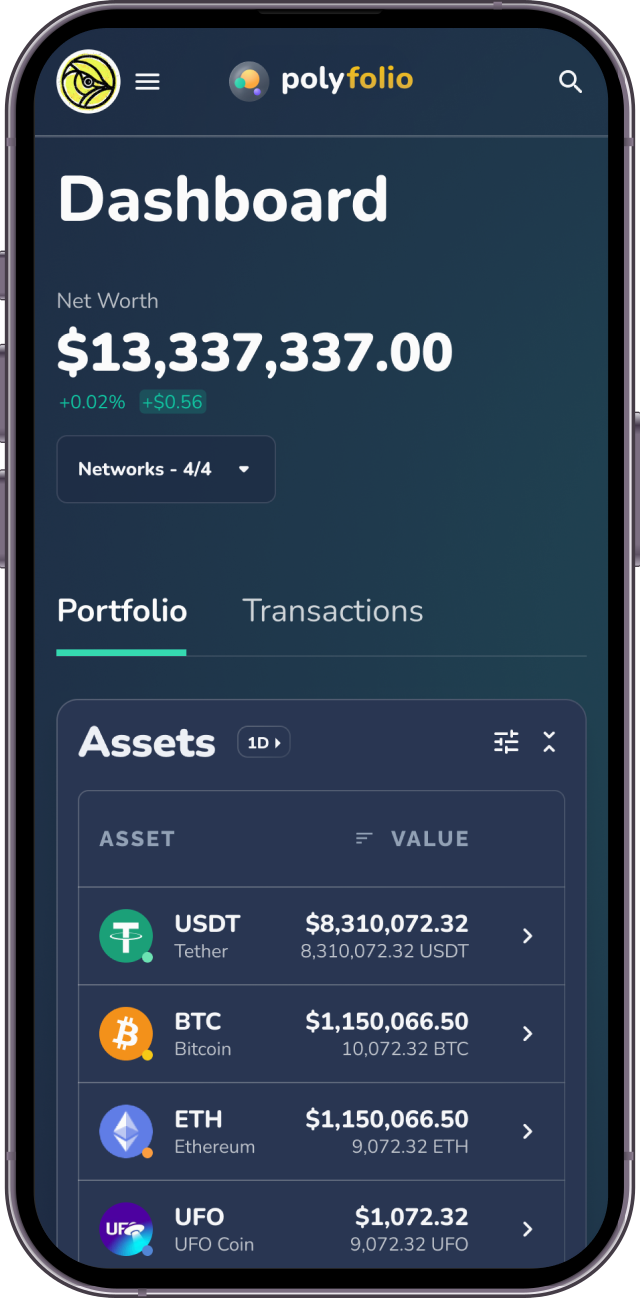 polyfolio
Dashboard
Net Worth
$13,337,337.00
+0.02% +$0.56
Networks - 4/4
Portfolio Transactions
Assets 1D
ASSET VALUE
USDT $8,310,072.32
Tether 8,310,072.32 USDT
BTC $1,150,066.50
Bitcoin 10,072.32 BTC
ETH $1,150,066.50
Ethereum 9,072.32 ETH
UFO UFO $1,072.32
UFO Coin 9,072.32 UFO